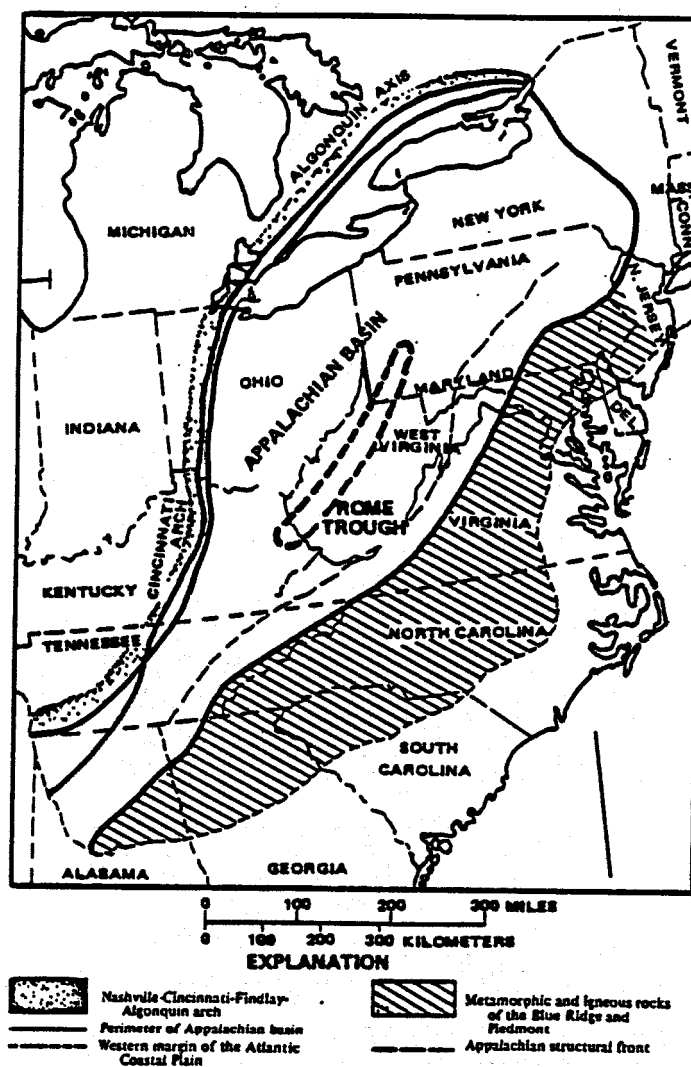 VERMONT
ALGONQUIN AXIS
MASS
CONN
MICHIGAN
NEW YORK
PENNSYLVANIA
N. JERSEY
OHIO
APPALACHIAN BASIN
MARYLAND
DEL
INDIANA
WEST
VIRGINIA
ROME
TROUGH
VIRGINIA
CINCINNATI
ARCH
KENTUCKY
TENNESSEE
NORTH CAROLINA
SOUTH
CAROLINA
ALABAMA
GEORGIA
0 100 200 300 MILES
0 100 200 300 KILOMETERS
EXPLANATION
Nashville-Cincinnati-Findlay-
Algonquin arch
Perimeter of Appalachian basin
Western margin of the Atlantic
Coastal Plain
Metamorphic and igneous rocks
of the Blue Ridge and
Piedmont
Appalachian structural front